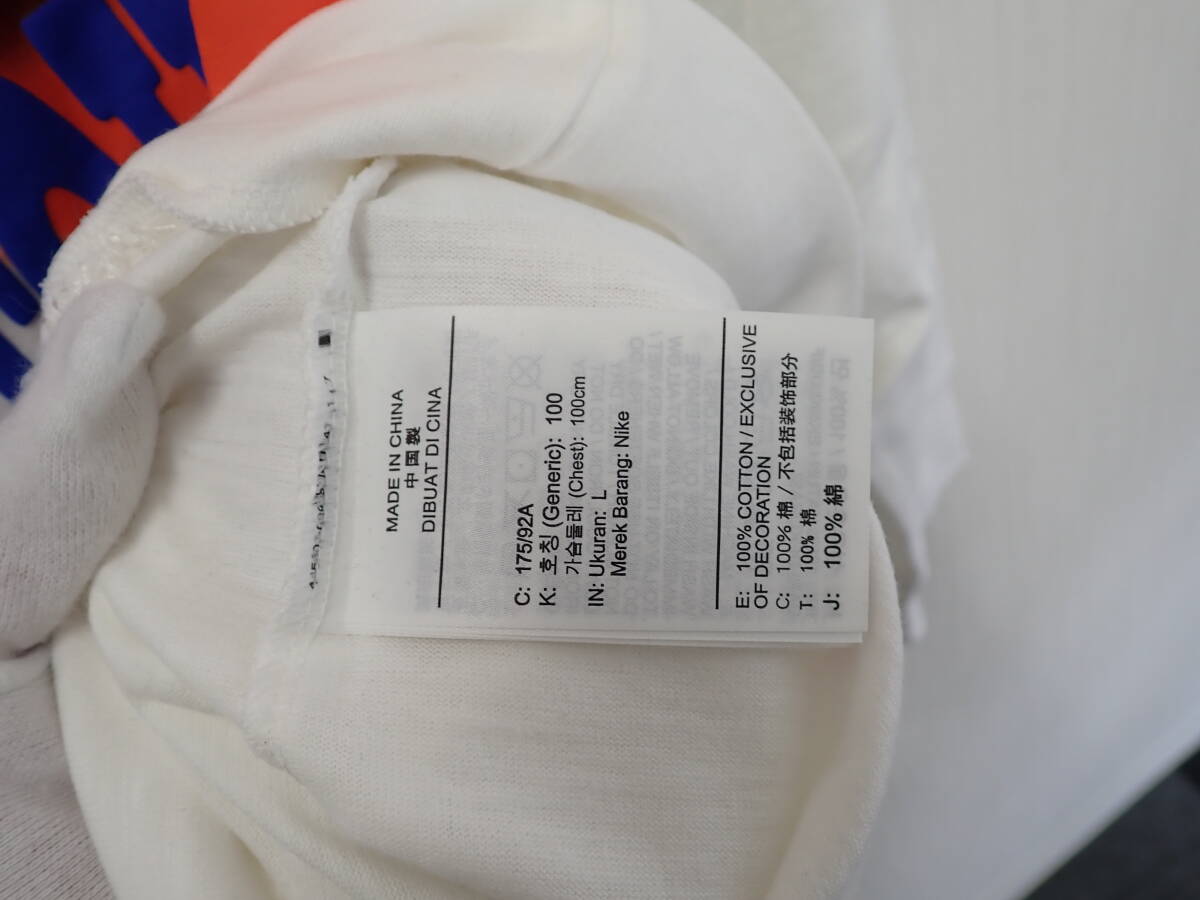 MADE IN CHINA
中国製
DIBUAT DI CINA
C: 175/92A
K: 호칭 (Generic): 100
가슴둘레 (Chest): 100cm
IN: Ukuran: L
Merek Barang: Nike
E: 100% COTTON / EXCLUSIVE
OF DECORATION
C: 100% 棉 / 不包括装饰部分
T: 100% 棉
J: 100% 綿